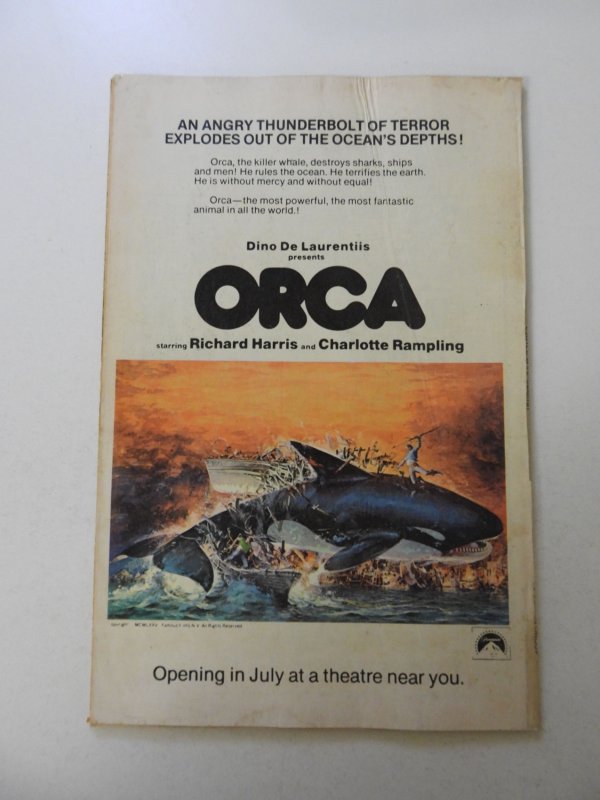 AN ANGRY THUNDERBOLT OF TERROR
EXPLODES OUT OF THE OCEAN'S DEPTHS!
Orca, the killer whale, destroys sharks, ships
and men! He rules the ocean. He terrifies the earth.
He is without mercy and without equal!
Orca—the most powerful, the most fantastic
animal in all the world.!
Dino De Laurentiis
presents
ORCA
starring Richard Harris and Charlotte Rampling
All Rights Reserved
Opening in July at a theatre near you.